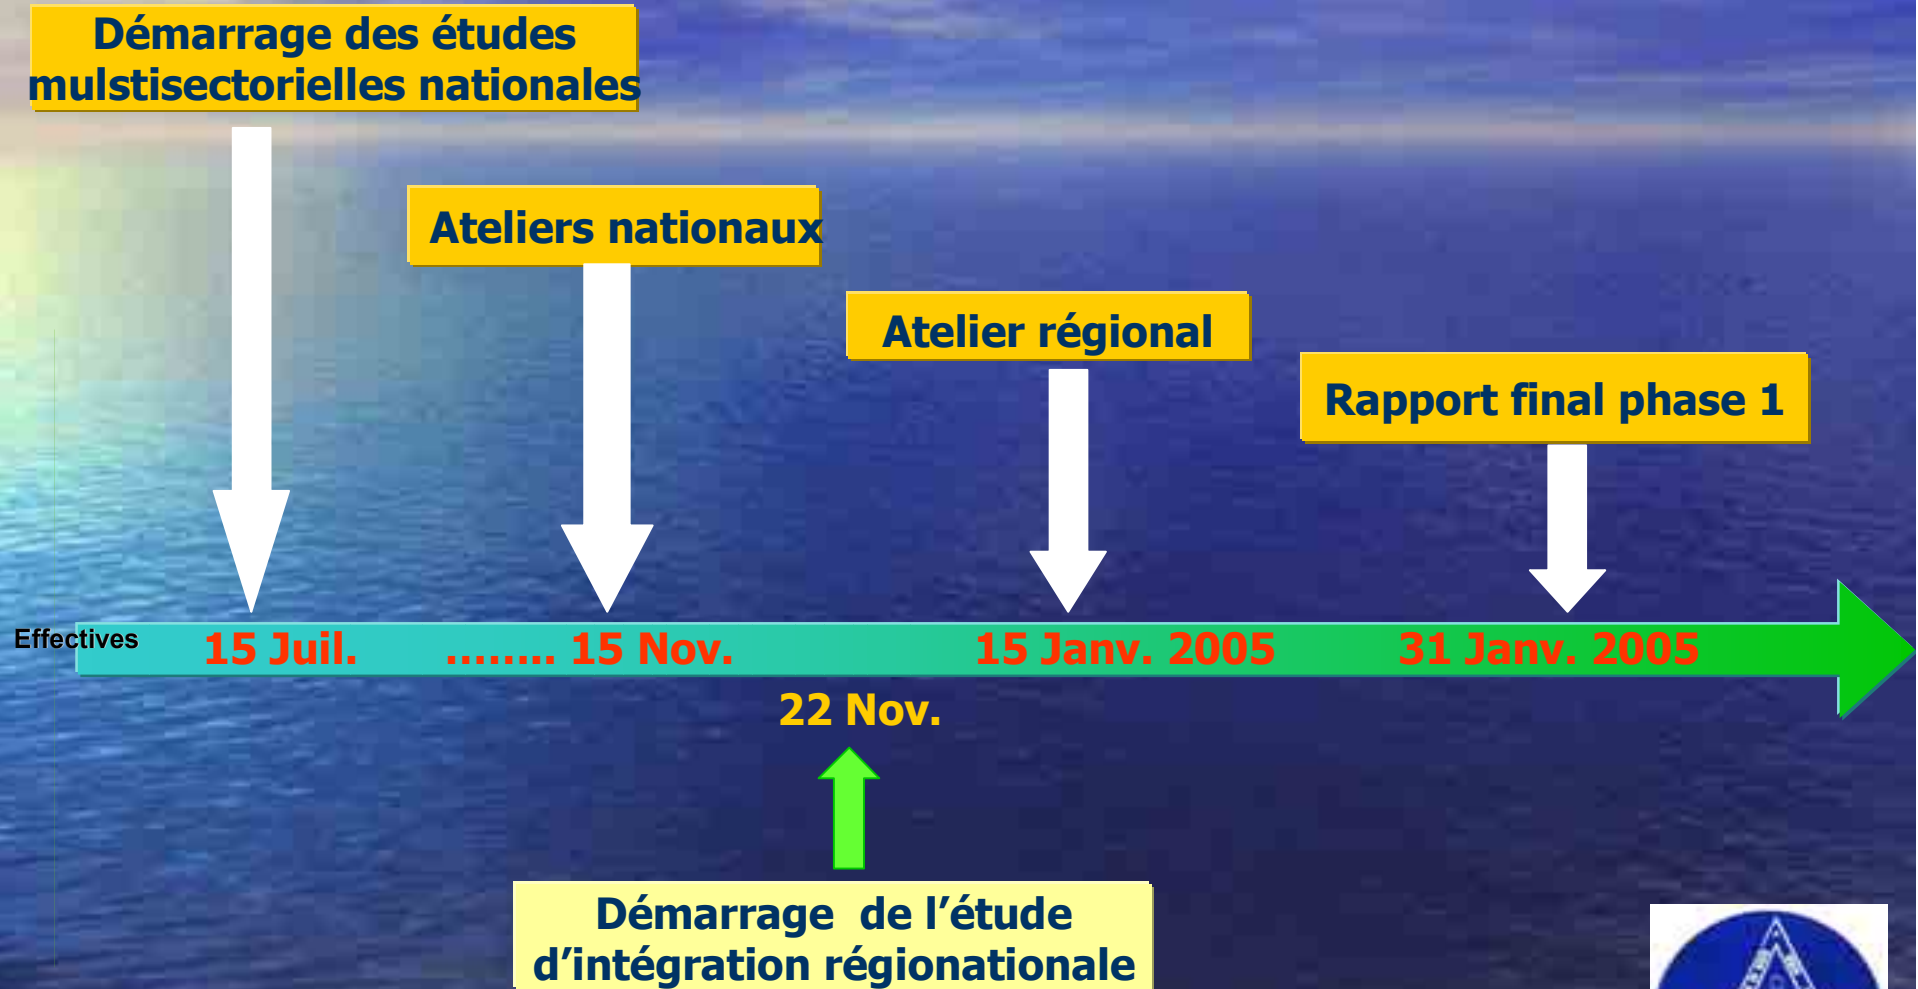 Démarrage des études
mulstisectorielles nationales
Ateliers nationaux
Atelier régional
Rapport final phase 1
Effectives
15 Juil.
........ 15 Nov.
15 Janv. 2005
31 Janv. 2005
22 Nov.
Démarrage de l’étude
d’intégration régionationale